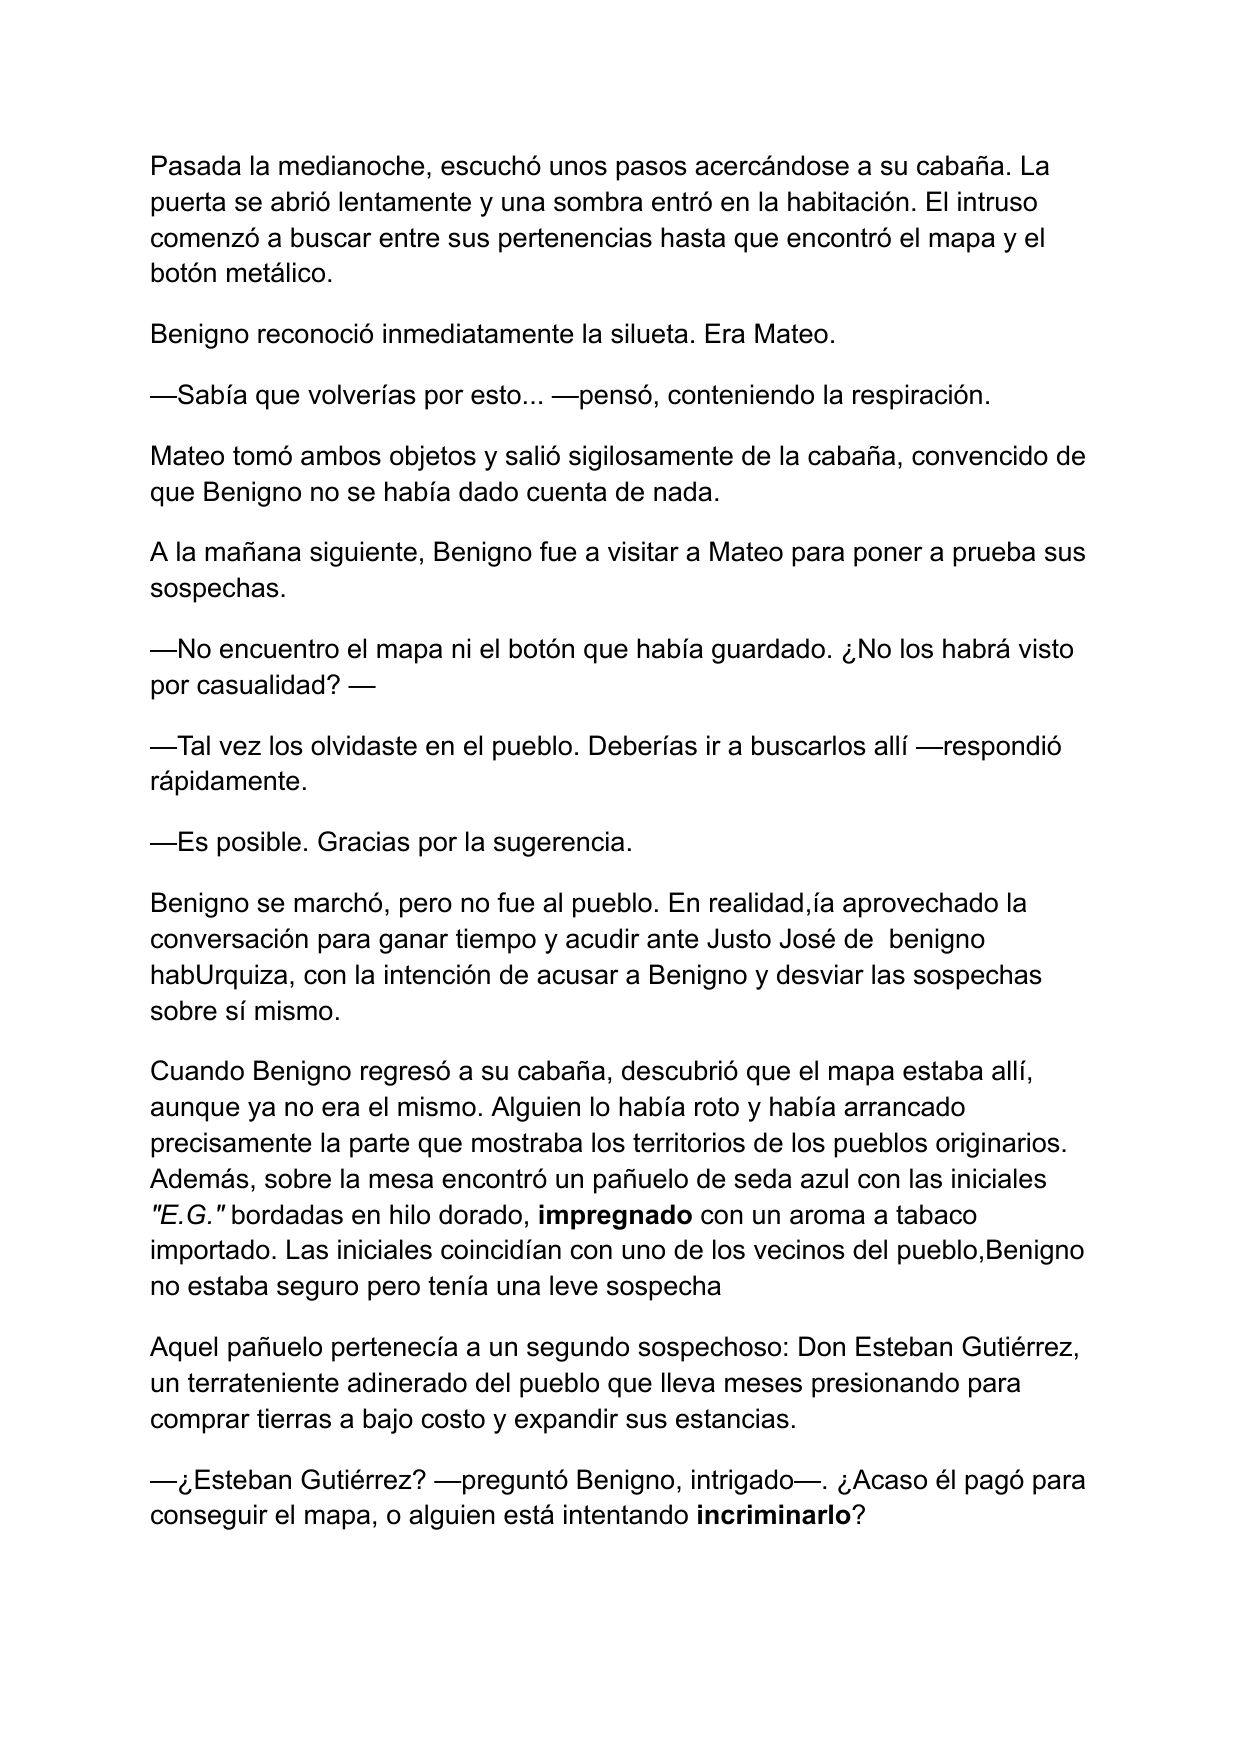 Pasada la medianoche, escuchó unos pasos acercándose a su cabaña. La
puerta se abrió lentamente y una sombra entró en la habitación. El intruso
comenzó a buscar entre sus pertenencias hasta que encontró el mapa y el
botón metálico.
Benigno reconoció inmediatamente la silueta. Era Mateo.
—Sabía que volverías por esto... —pensó, conteniendo la respiración.
Mateo tomó ambos objetos y salió sigilosamente de la cabaña, convencido de
que Benigno no se había dado cuenta de nada.
A la mañana siguiente, Benigno fue a visitar a Mateo para poner a prueba sus
sospechas.
—No encuentro el mapa ni el botón que había guardado. ¿No los habrá visto
por casualidad? —
—Tal vez los olvidaste en el pueblo. Deberías ir a buscarlos allí —respondió
rápidamente.
—Es posible. Gracias por la sugerencia.
Benigno se marchó, pero no fue al pueblo. En realidad,ía aprovechado la
conversación para ganar tiempo y acudir ante Justo José de  benigno
habUrquiza, con la intención de acusar a Benigno y desviar las sospechas
sobre sí mismo.
Cuando Benigno regresó a su cabaña, descubrió que el mapa estaba allí,
aunque ya no era el mismo. Alguien lo había roto y había arrancado
precisamente la parte que mostraba los territorios de los pueblos originarios.
Además, sobre la mesa encontró un pañuelo de seda azul con las iniciales
"E.G." bordadas en hilo dorado, impregnado con un aroma a tabaco
importado. Las iniciales coincidían con uno de los vecinos del pueblo,Benigno
no estaba seguro pero tenía una leve sospecha
Aquel pañuelo pertenecía a un segundo sospechoso: Don Esteban Gutiérrez,
un terrateniente adinerado del pueblo que lleva meses presionando para
comprar tierras a bajo costo y expandir sus estancias.
—¿Esteban Gutiérrez? —preguntó Benigno, intrigado—. ¿Acaso él pagó para
conseguir el mapa, o alguien está intentando incriminarlo?